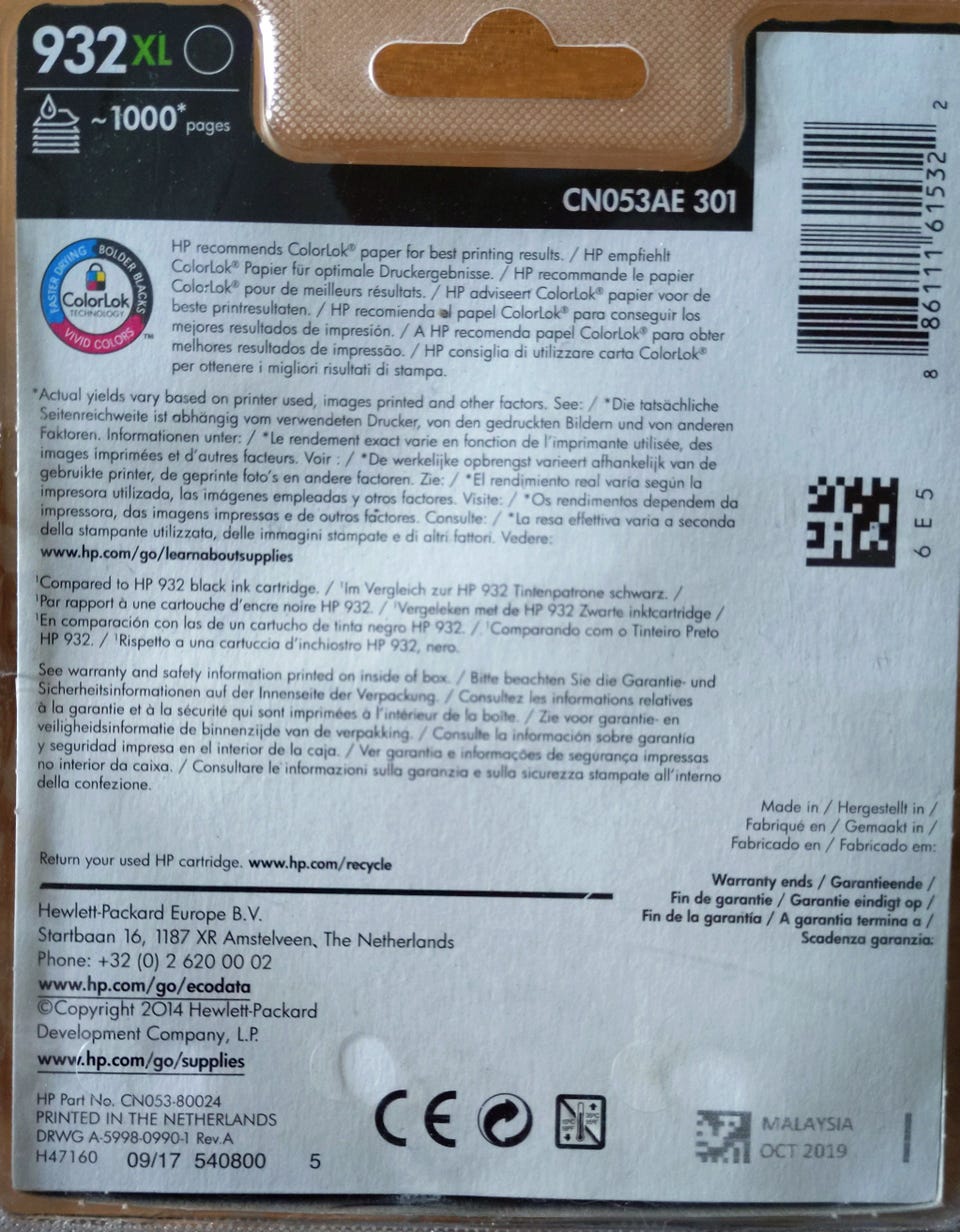 932XL
~1000* pages
CN053AE 301
FASTER DRYING BOLDER BLACKS
ColorLok
TECHNOLOGY
VIVID COLORS™
HP recommends ColorLok® paper for best printing results. / HP empfiehlt
ColorLok® Papier für optimale Druckergebnisse. / HP recommande le papier
ColorLok® pour de meilleurs résultats. / HP adviseert ColorLok® papier voor de
beste printresultaten. / HP recomienda el papel ColorLok® para conseguir los
mejores resultados de impresión. / A HP recomenda papel ColorLok® para obter
melhores resultados de impressão. / HP consiglia di utilizzare carta ColorLok®
per ottenere i migliori risultati di stampa.
8 86111 61532 2
*Actual yields vary based on printer used, images printed and other factors. See: / *Die tatsächliche
Seitenreichweite ist abhängig vom verwendeten Drucker, von den gedruckten Bildern und von anderen
Faktoren. Informationen unter: / *Le rendement exact varie en fonction de l'imprimante utilisée, des
images imprimées et d'autres facteurs. Voir : / *De werkelijke opbrengst varieert afhankelijk van de
gebruikte printer, de geprinte foto's en andere factoren. Zie: / *El rendimiento real varía según la
impresora utilizada, las imágenes empleadas y otros factores. Visite: / *Os rendimentos dependem da
impressora, das imagens impressas e de outros factores. Consulte: / *La resa effettiva varia a seconda
della stampante utilizzata, delle immagini stampate e di altri fattori. Vedere:
www.hp.com/go/learnaboutsupplies
6E5
¹Compared to HP 932 black ink cartridge. / ¹Im Vergleich zur HP 932 Tintenpatrone schwarz. /
¹Par rapport à une cartouche d'encre noire HP 932. / ¹Vergeleken met de HP 932 Zwarte inktcartridge /
¹En comparación con las de un cartucho de tinta negro HP 932. / ¹Comparando com o Tinteiro Preto
HP 932. / ¹Rispetto a una cartuccia d'inchiostro HP 932, nero.
See warranty and safety information printed on inside of box. / Bitte beachten Sie die Garantie- und
Sicherheitsinformationen auf der Innenseite der Verpackung. / Consultez les informations relatives
à la garantie et à la sécurité qui sont imprimées à l'intérieur de la boîte. / Zie voor garantie- en
veiligheidsinformatie de binnenzijde van de verpakking. / Consulte la información sobre garantía
y seguridad impresa en el interior de la caja. / Ver garantia e informações de segurança impressas
no interior da caixa. / Consultare le informazioni sulla garanzia e sulla sicurezza stampate all'interno
della confezione.
Made in / Hergestellt in /
Fabriqué en / Gemaakt in /
Fabricado en / Fabricado em:
Return your used HP cartridge. www.hp.com/recycle
Warranty ends / Garantieende /
Fin de garantie / Garantie eindigt op /
Fin de la garantía / A garantia termina a /
Scadenza garanzia:
Hewlett-Packard Europe B.V.
Startbaan 16, 1187 XR Amstelveen, The Netherlands
Phone: +32 (0) 2 620 00 02
www.hp.com/go/ecodata
©Copyright 2014 Hewlett-Packard
Development Company, L.P.
www.hp.com/go/supplies
HP Part No. CN053-80024
PRINTED IN THE NETHERLANDS
DRWG A-5998-0990-1 Rev.A
H47160 09/17 540800 5
CE
MALAYSIA
OCT 2019